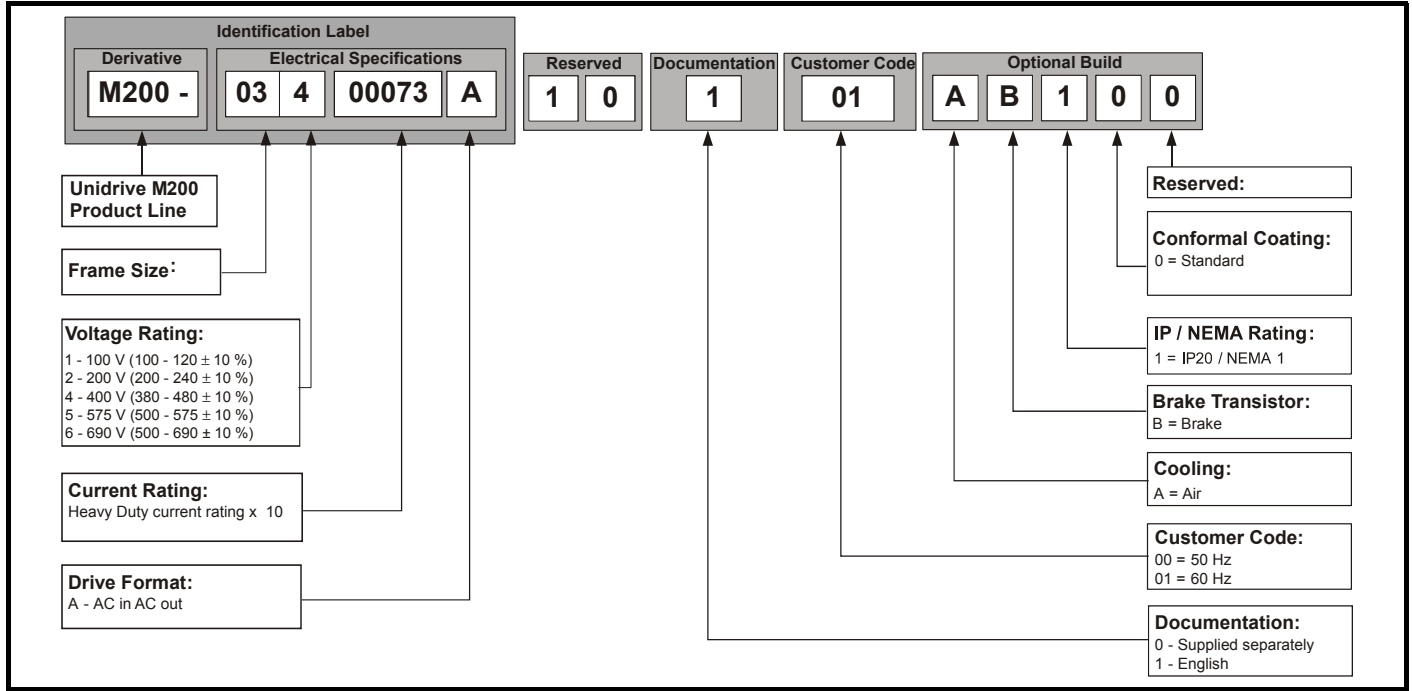 Identification Label
Derivative
Electrical Specifications
Reserved
Documentation
Customer Code
Optional Build
M200 -
03
4
00073
A
1
0
1
01
A
B
1
0
0
Unidrive M200
Product Line
Frame Size:
Voltage Rating:
1 - 100 V (100 - 120 ± 10 %)
2 - 200 V (200 - 240 ± 10 %)
4 - 400 V (380 - 480 ± 10 %)
5 - 575 V (500 - 575 ± 10 %)
6 - 690 V (500 - 690 ± 10 %)
Current Rating:
Heavy Duty current rating x 10
Drive Format:
A - AC in AC out
Reserved:
Conformal Coating:
0 = Standard
IP / NEMA Rating:
1 = IP20 / NEMA 1
Brake Transistor:
B = Brake
Cooling:
A = Air
Customer Code:
00 = 50 Hz
01 = 60 Hz
Documentation:
0 - Supplied separately
1 - English